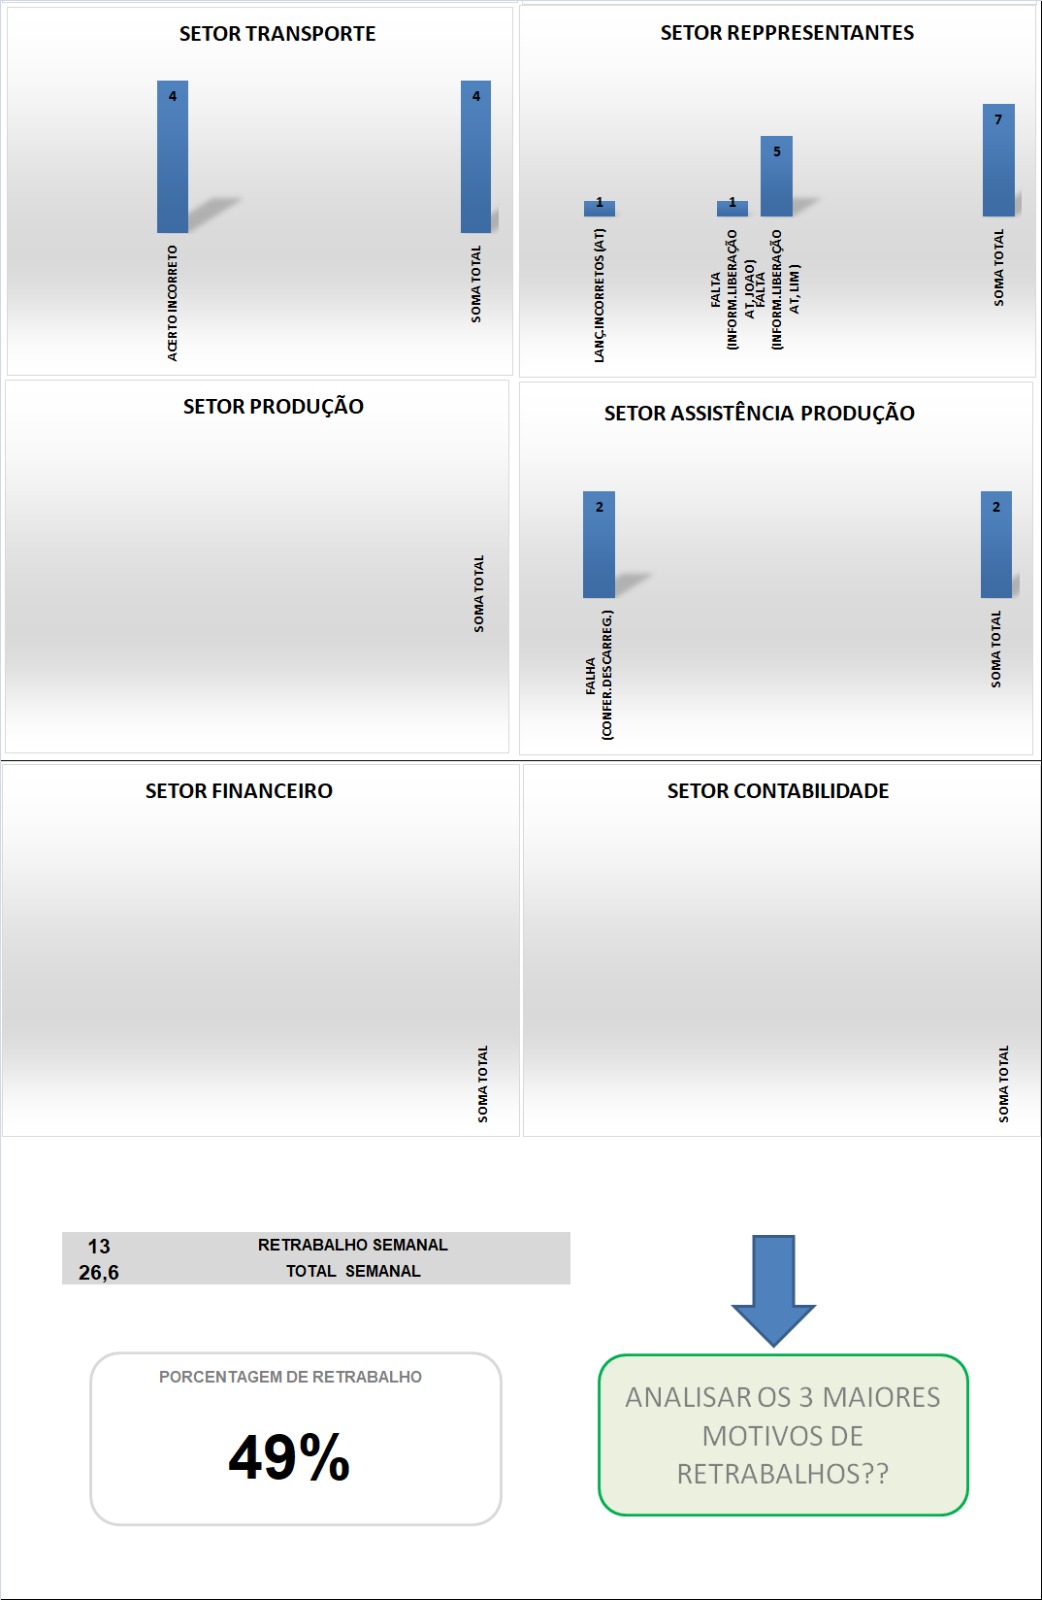 SETOR TRANSPORTE
4
4
ACERTO INCORRETO
SOMA TOTAL
SETOR REPPRESENTANTES
1
1
5
7
LANÇ.INCORRETOS (AT)
FALTA
(INFORM.LIBERAÇÃO
AT, JOAO)
FALTA
(INFORM.LIBERAÇÃO
AT, LIM )
SOMA TOTAL
SETOR PRODUÇÃO
SOMA TOTAL
SETOR ASSISTÊNCIA PRODUÇÃO
2
2
FALHA
(CONFER.DESCARREG.)
SOMA TOTAL
SETOR FINANCEIRO
SOMA TOTAL
SETOR CONTABILIDADE
SOMA TOTAL
13 RETRABALHO SEMANAL
26,6 TOTAL SEMANAL
PORCENTAGEM DE RETRABALHO
49%
ANALISAR OS 3 MAIORES
MOTIVOS DE
RETRABALHOS??